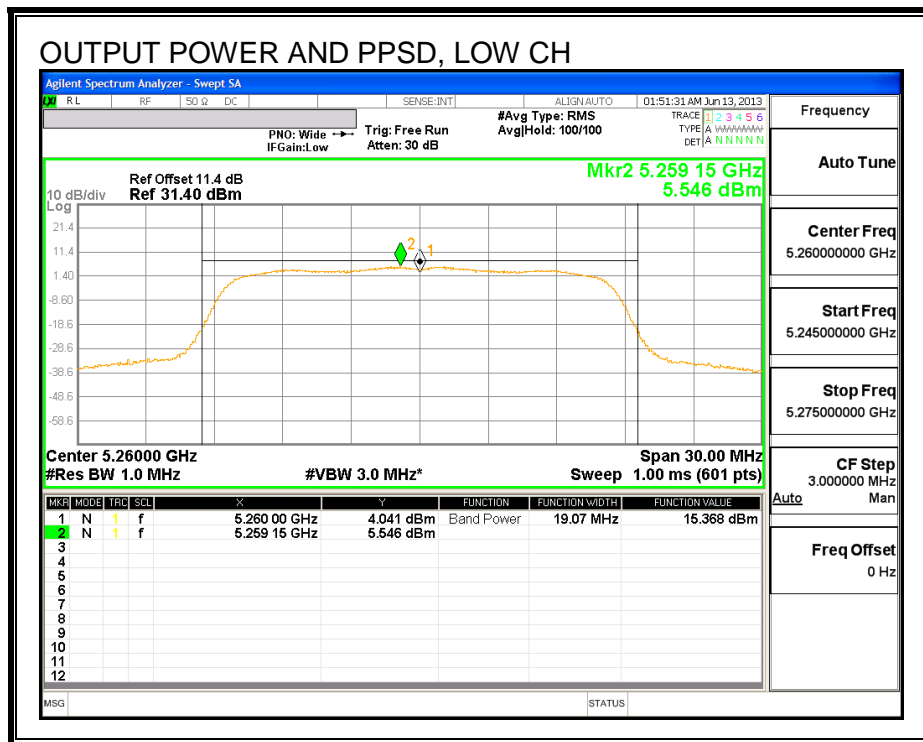 OUTPUT POWER AND PPSD, LOW CH
Agilent Spectrum Analyzer - Swept SA
LXI RL RF 50 Ω DC SENSE:INT ALIGN AUTO 01:51:31 AM Jun 13, 2013
PNO: Wide
IFGain:Low
Trig: Free Run
Atten: 30 dB
#Avg Type: RMS
Avg|Hold: 100/100
TRACE 1 2 3 4 5 6
TYPE A WWWWW
DET A N N N N N
Mkr2 5.259 15 GHz
5.546 dBm
Ref Offset 11.4 dB
10 dB/div Ref 31.40 dBm
Log
21.4
11.4
1.40
-8.60
-18.6
-28.6
-38.6
-48.6
-58.6
2 1
Center 5.26000 GHz Span 30.00 MHz
#Res BW 1.0 MHz #VBW 3.0 MHz* Sweep 1.00 ms (601 pts)
MKR MODE TRC SCL X Y FUNCTION FUNCTION WIDTH FUNCTION VALUE
1 N 1 f 5.260 00 GHz 4.041 dBm Band Power 19.07 MHz 15.368 dBm
2 N 1 f 5.259 15 GHz 5.546 dBm
3
4
5
6
7
8
9
10
11
12
MSG STATUS
Frequency
Auto Tune
Center Freq
5.260000000 GHz
Start Freq
5.245000000 GHz
Stop Freq
5.275000000 GHz
CF Step
3.000000 MHz
Auto Man
Freq Offset
0 Hz